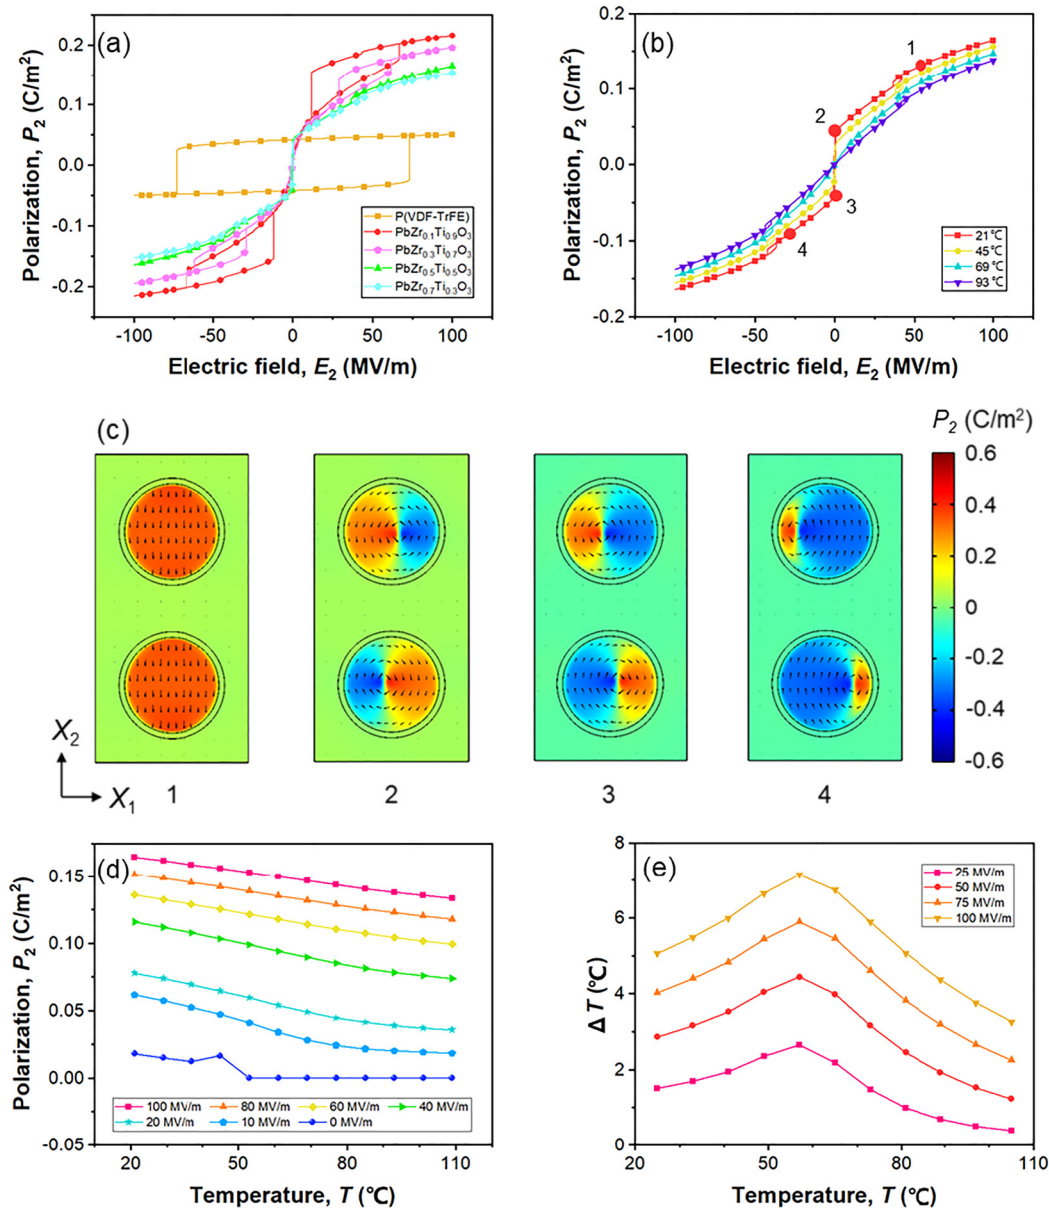 (a)
Polarization, P₂ (C/m²)
0.2
0.1
0.0
-0.1
-0.2
-100
-50
0
50
100
Electric field, E₂ (MV/m)
P(VDF-TrFE)
PbZr₀.₁Ti₀.₉O₃
PbZr₀.₃Ti₀.₇O₃
PbZr₀.₅Ti₀.₅O₃
PbZr₀.₇Ti₀.₃O₃
(b)
Polarization, P₂ (C/m²)
0.2
0.1
0.0
-0.1
-0.2
-100
-50
0
50
100
Electric field, E₂ (MV/m)
1
2
3
4
21℃
45℃
69 ℃
93 ℃
(c)
P₂ (C/m²)
0.6
0.4
0.2
0
-0.2
-0.4
-0.6
X₂
X₁
1
2
3
4
(d)
Polarization, P₂ (C/m²)
0.15
0.10
0.05
0.00
-0.05
100 MV/m
80 MV/m
60 MV/m
40 MV/m
20 MV/m
10 MV/m
0 MV/m
20
50
80
110
Temperature, T (℃)
(e)
Δ T (℃)
8
6
4
2
0
25 MV/m
50 MV/m
75 MV/m
100 MV/m
20
50
80
110
Temperature, T (℃)